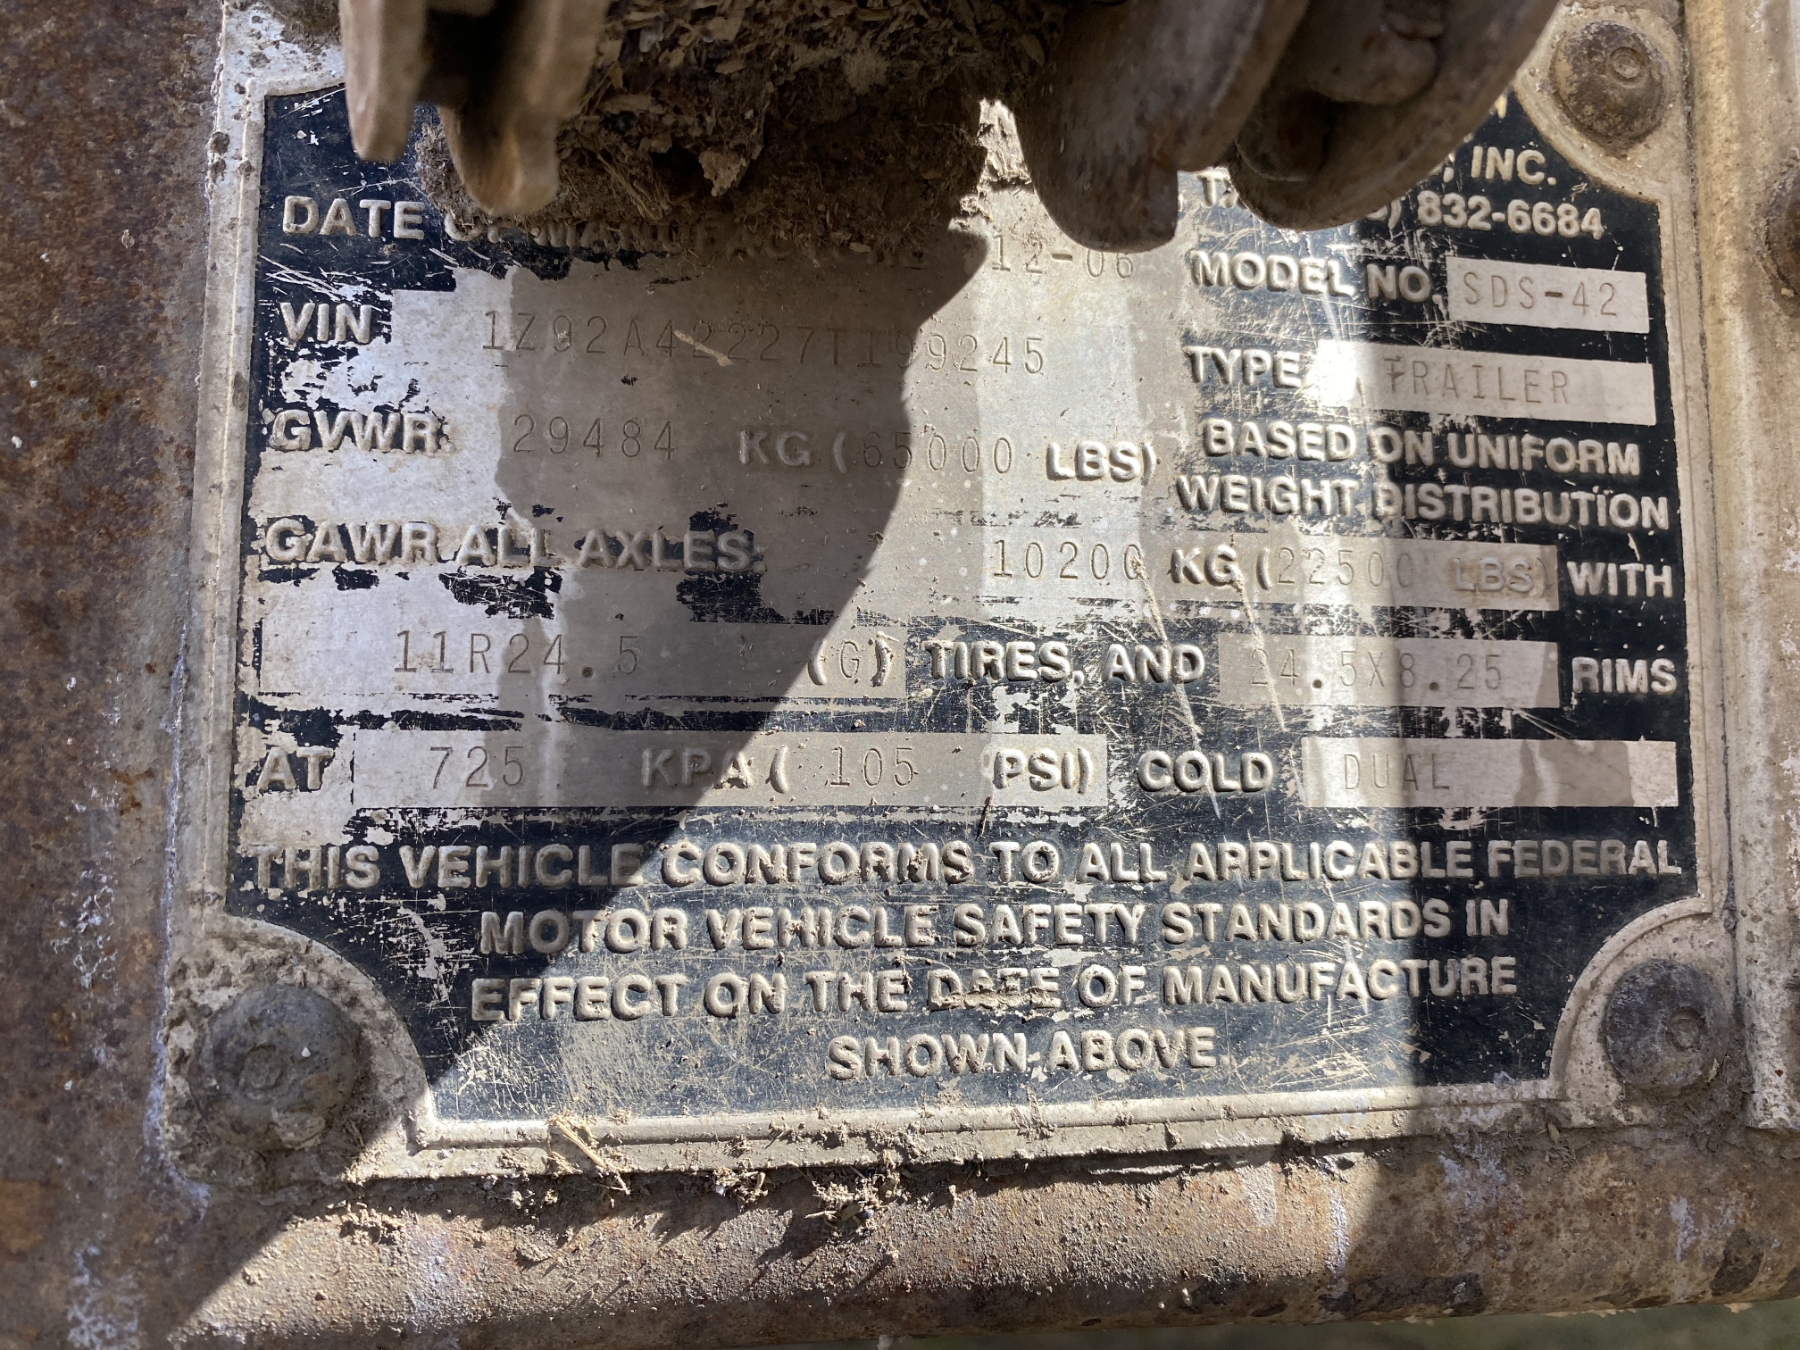 , INC.
832-6684
DATE OF MANUFACTURE 12-06
MODEL NO. SDS-42
VIN 1Z92A42227T199245
TYPE TRAILER
GVWR: 29484 KG (65000 LBS)
BASED ON UNIFORM
WEIGHT DISTRIBUTION
GAWR ALL AXLES: 10200 KG (22500 LBS) WITH
11R24.5 (G) TIRES, AND 24.5X8.25 RIMS
AT 725 KPA ( 105 PSI) COLD DUAL
THIS VEHICLE CONFORMS TO ALL APPLICABLE FEDERAL
MOTOR VEHICLE SAFETY STANDARDS IN
EFFECT ON THE DATE OF MANUFACTURE
SHOWN ABOVE